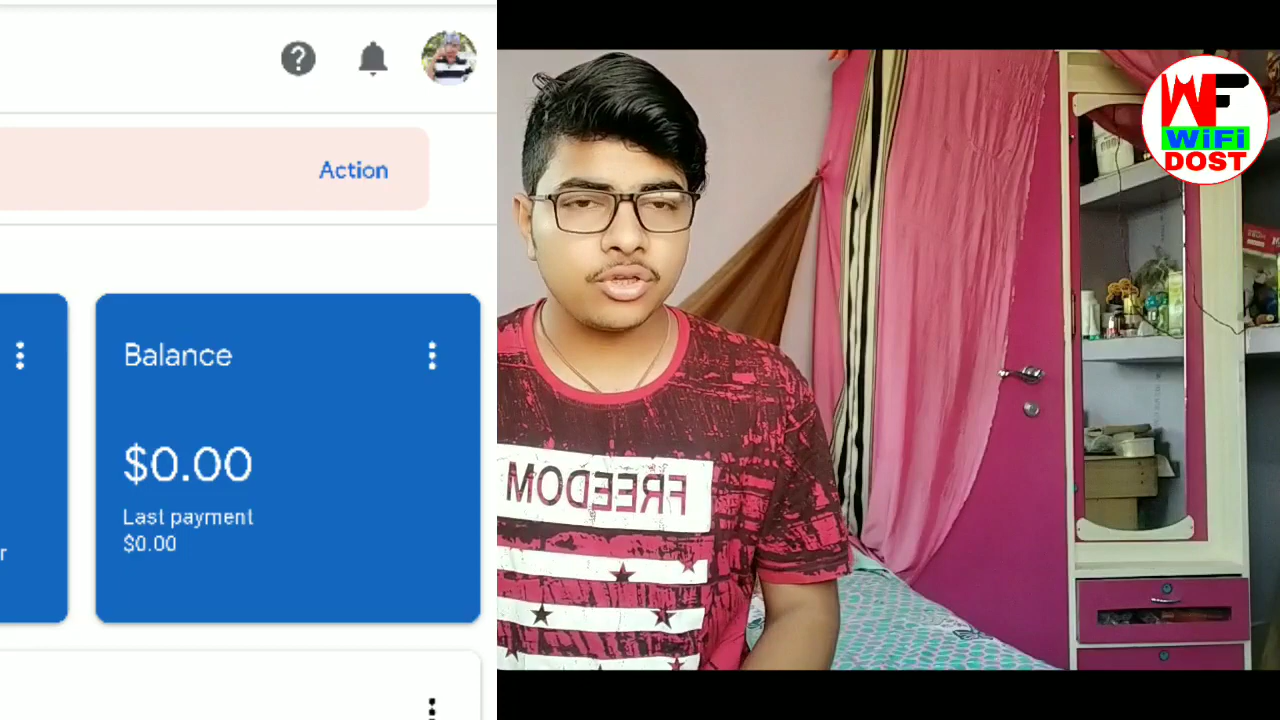 ?
Action
Balance
$0.00
Last payment
$0.00
r
WF
WiFi
DOST
FREEDOM